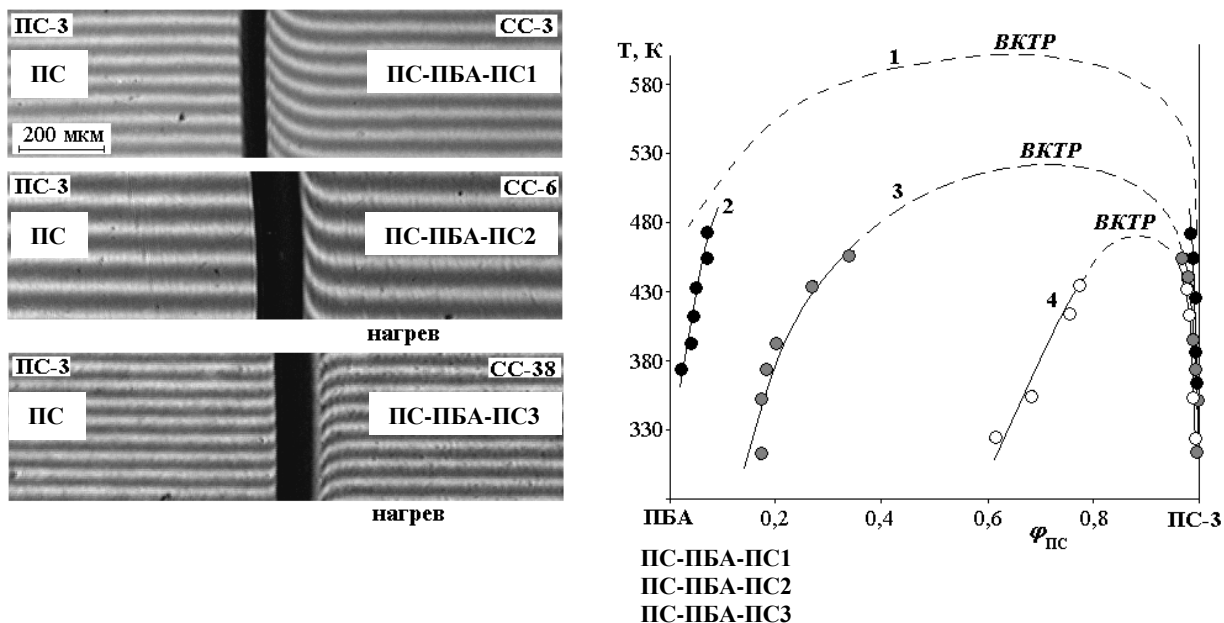 ПС-3
СС-3
ПС
ПС-ПБА-ПС1
200 мкм
ПС-3
СС-6
ПС
ПС-ПБА-ПС2
нагрев
ПС-3
СС-38
ПС
ПС-ПБА-ПС3
нагрев
T, К
580
530
480
430
380
330
1
ВКТР
2
3
ВКТР
4
ВКТР
ПБА
0,2
0,4
0,6
0,8
ПС-3
φПС
ПС-ПБА-ПС1
ПС-ПБА-ПС2
ПС-ПБА-ПС3